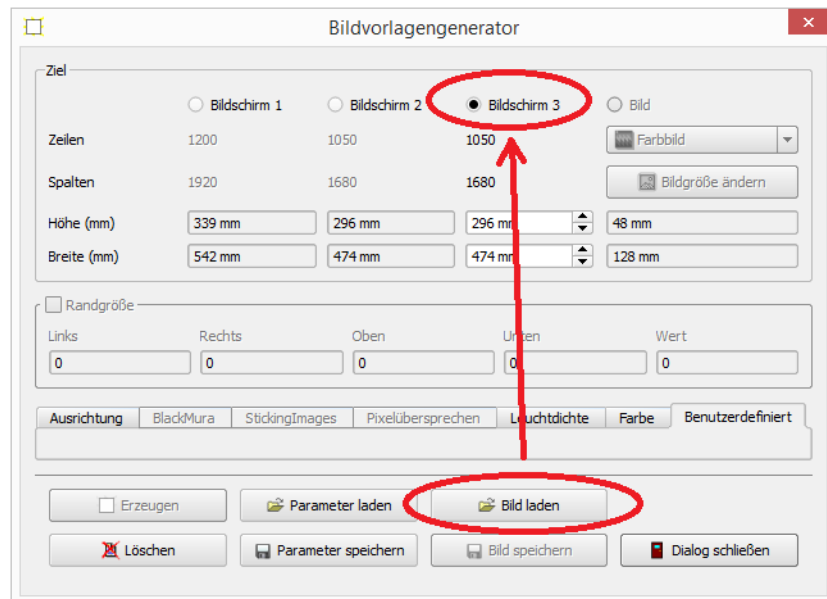 Bildvorlagengenerator
Ziel
Bildschirm 1 Bildschirm 2 Bildschirm 3 Bild
Zeilen 1200 1050 1050 Farbbild
Spalten 1920 1680 1680 Bildgröße ändern
Höhe (mm) 339 mm 296 mm 296 mm 48 mm
Breite (mm) 542 mm 474 mm 474 mm 128 mm
Randgröße
Links Rechts Oben Unten Wert
0 0 0 0 0
Ausrichtung BlackMura StickingImages Pixelübersprechen Leuchtdichte Farbe Benutzerdefiniert
Erzeugen Parameter laden Bild laden
Löschen Parameter speichern Bild speichern Dialog schließen